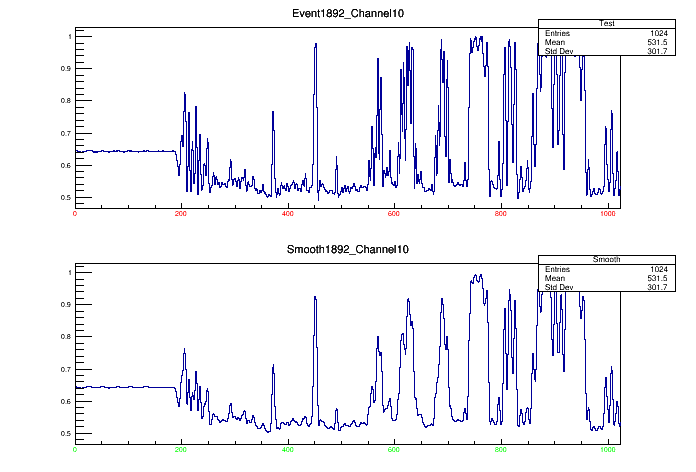 Event1892_Channel10
Test
Entries 1024
Mean 531.5
Std Dev 301.7
1
0.9
0.8
0.7
0.6
0.5
0 200 400 600 800 1000
Smooth1892_Channel10
Smooth
Entries 1024
Mean 531.5
Std Dev 301.7
1
0.9
0.8
0.7
0.6
0.5
0 200 400 600 800 1000